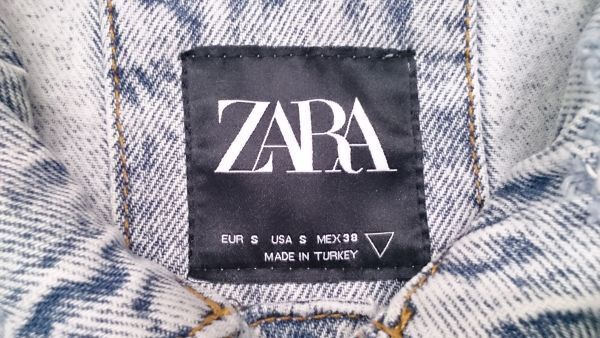 ZARA
EUR S USA S MEX 38
MADE IN TURKEY